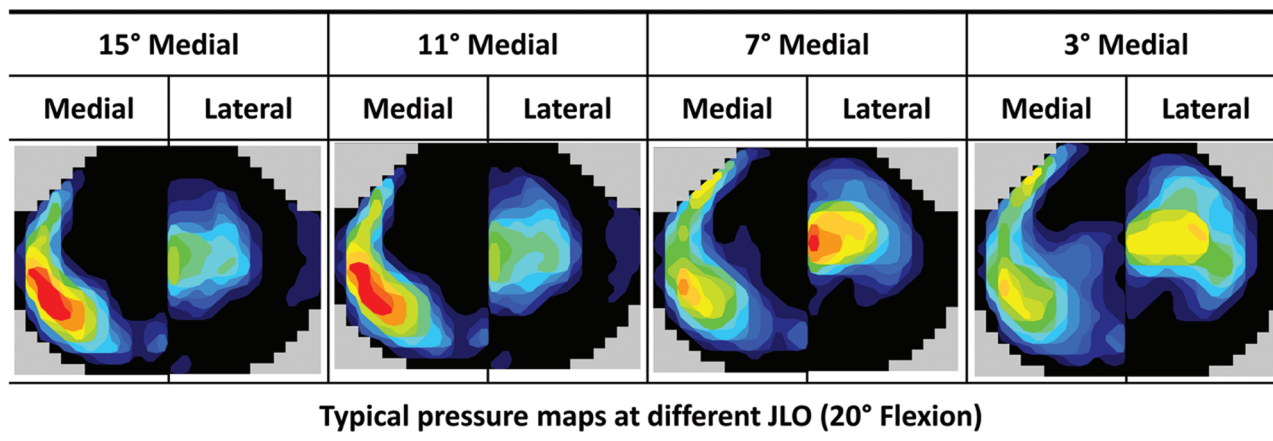 15° Medial 11° Medial 7° Medial 3° Medial
Medial Lateral Medial Lateral Medial Lateral Medial Lateral
Typical pressure maps at different JLO (20° Flexion)